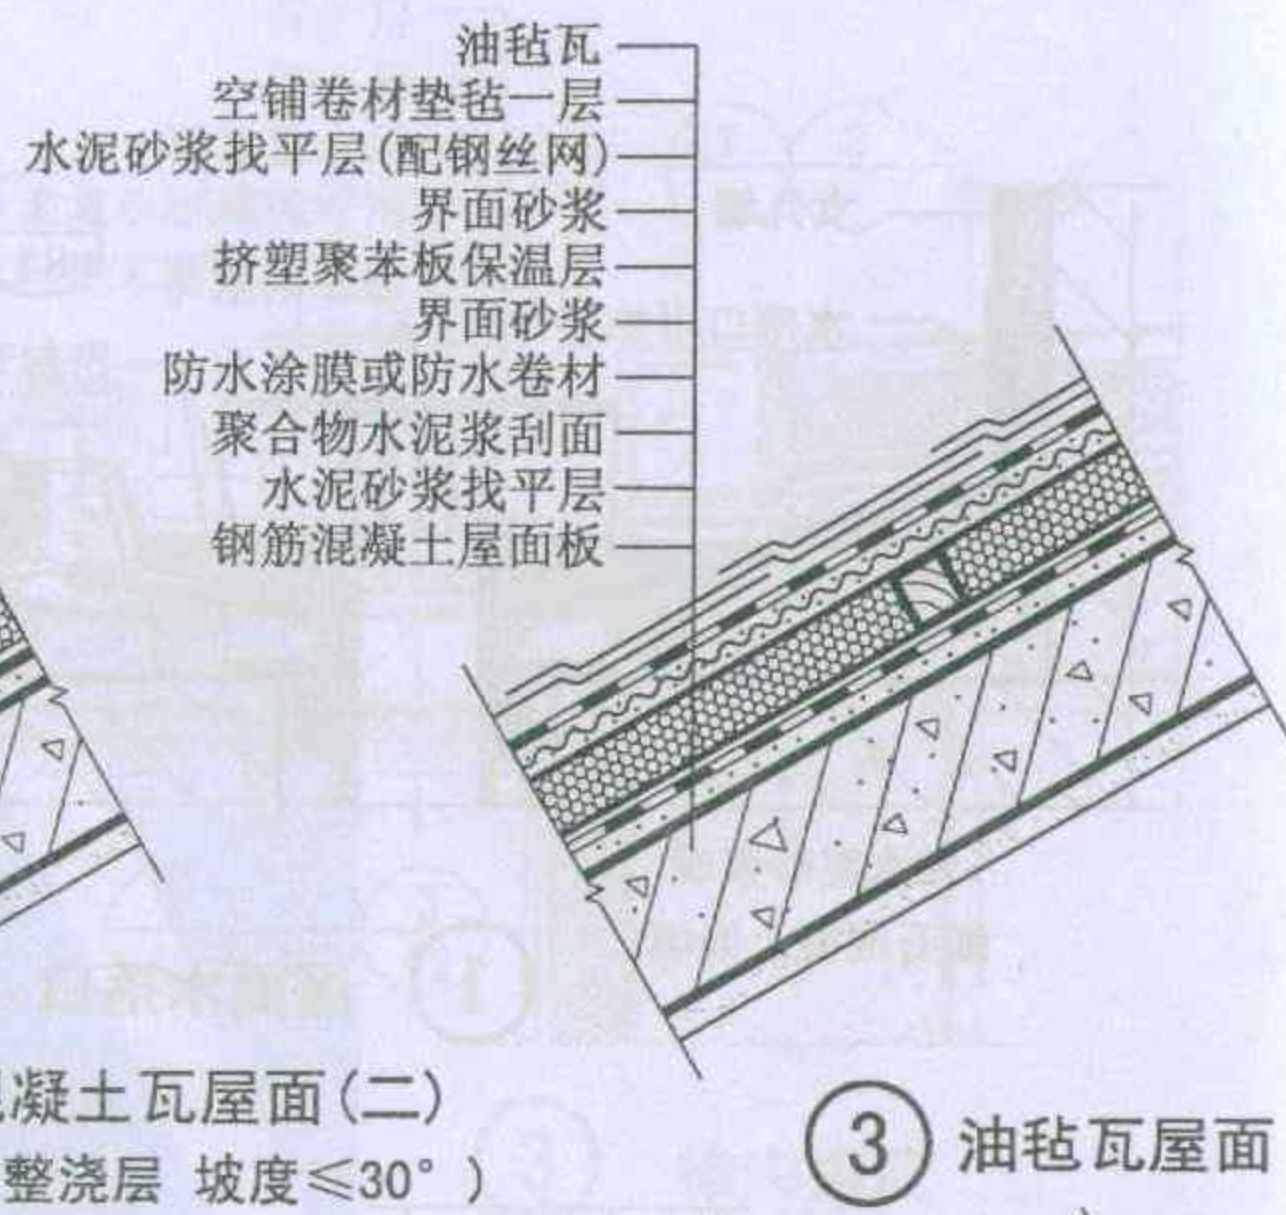 油毡瓦
空铺卷材垫毡一层
水泥砂浆找平层(配钢丝网)
界面砂浆
挤塑聚苯板保温层
界面砂浆
防水涂膜或防水卷材
聚合物水泥浆刮面
水泥砂浆找平层
钢筋混凝土屋面板
凝土瓦屋面(二)
整浇层 坡度≤30°)
③ 油毡瓦屋面